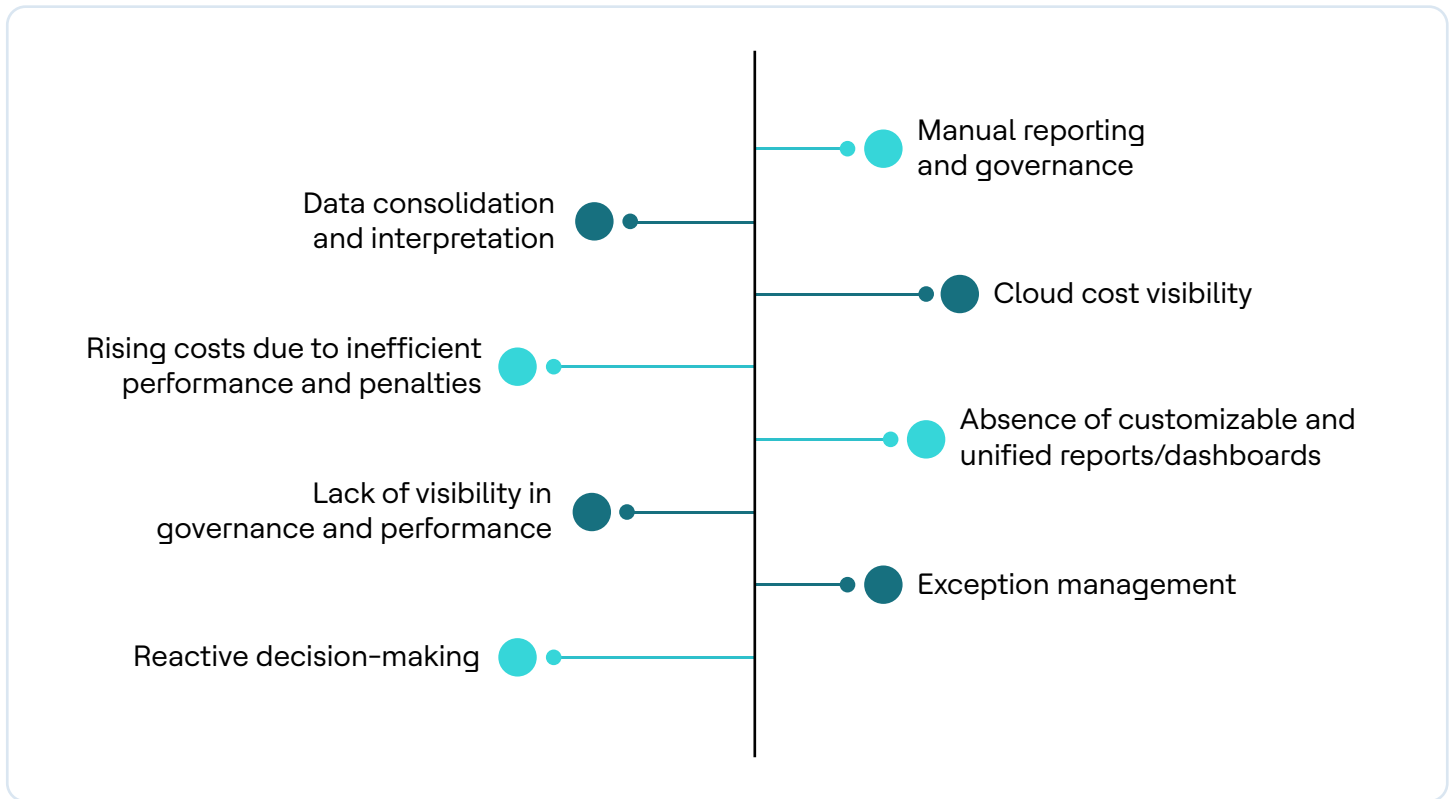 Manual reporting
and governance
Data consolidation
and interpretation
Cloud cost visibility
Rising costs due to inefficient
performance and penalties
Absence of customizable and
unified reports/dashboards
Lack of visibility in
governance and performance
Exception management
Reactive decision-making